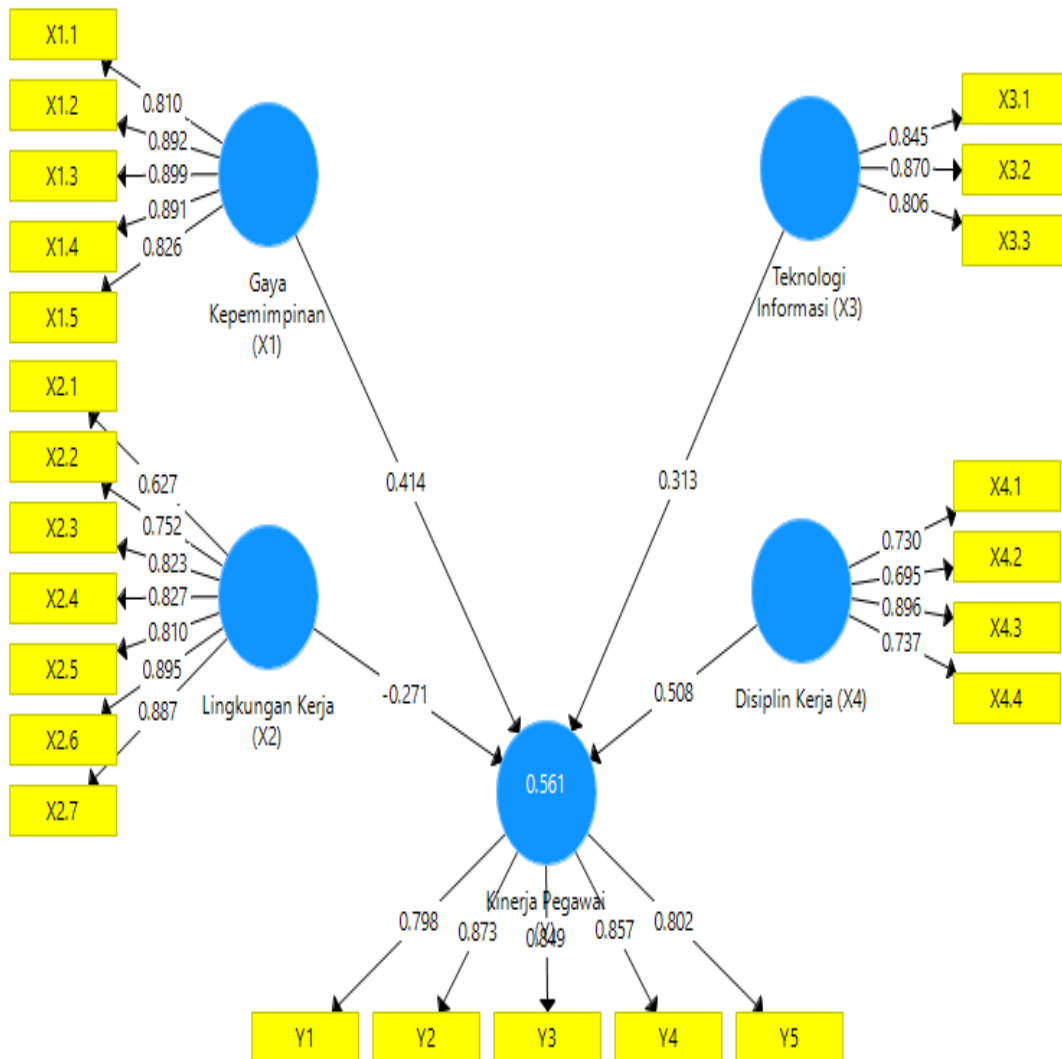 X1.1
X1.2
X1.3
X1.4
X1.5
0.810
0.892
0.899
0.891
0.826
Gaya
Kepemimpinan
(X1)
X3.1
X3.2
X3.3
0.845
0.870
0.806
Teknologi
Informasi (X3)
X2.1
X2.2
X2.3
X2.4
X2.5
X2.6
X2.7
0.627
0.752
0.823
0.827
0.810
0.895
0.887
Lingkungan Kerja
(X2)
X4.1
X4.2
X4.3
X4.4
0.730
0.695
0.896
0.737
Disiplin Kerja (X4)
0.414
0.313
-0.271
0.508
0.561
Kinerja Pegawai
(Y)
0.798
0.873
0.849
0.857
0.802
Y1
Y2
Y3
Y4
Y5